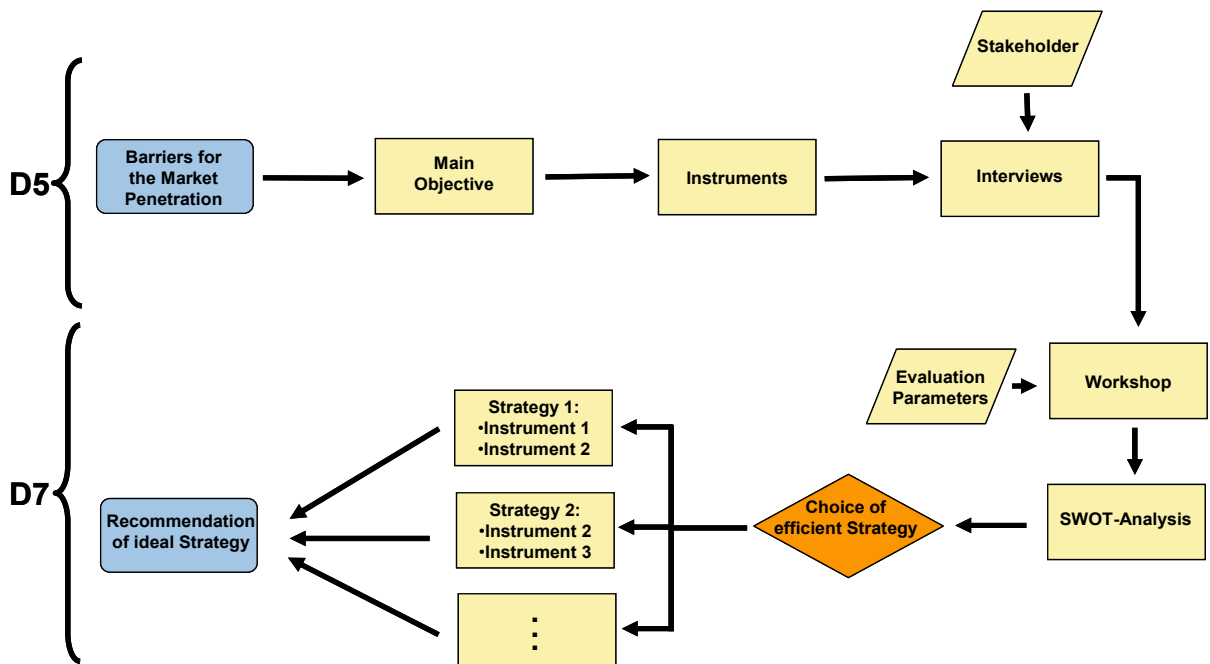 Stakeholder
D5
Barriers for
the Market
Penetration
Main
Objective
Instruments
Interviews
D7
Evaluation
Parameters
Workshop
Strategy 1:
•Instrument 1
•Instrument 2
Strategy 2:
•Instrument 2
•Instrument 3
⋮
Choice of
efficient Strategy
SWOT-Analysis
Recommendation
of ideal Strategy